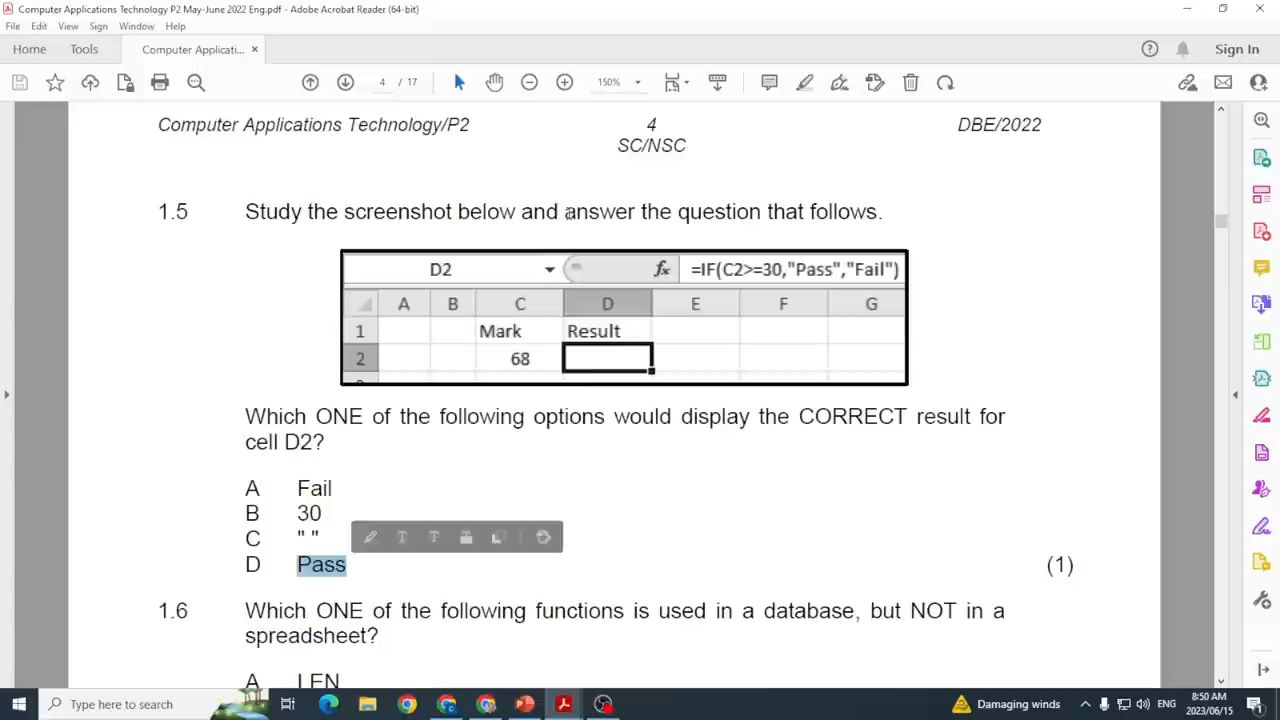 Computer Applications Technology P2 May-June 2022 Eng.pdf - Adobe Acrobat Reader (64-bit)
File Edit View Sign Window Help
Home Tools Computer Applicati... × Sign In
4 / 17 150%
Computer Applications Technology/P2 4 DBE/2022
SC/NSC
1.5 Study the screenshot below and answer the question that follows.
D2 fx =IF(C2>=30,"Pass","Fail")
A B C D E F G
1 Mark Result
2 68
Which ONE of the following options would display the CORRECT result for
cell D2?
A Fail
B 30
C " "
D Pass (1)
1.6 Which ONE of the following functions is used in a database, but NOT in a
spreadsheet?
A LEN
Type here to search Damaging winds ENG 8:50 AM
2023/06/15